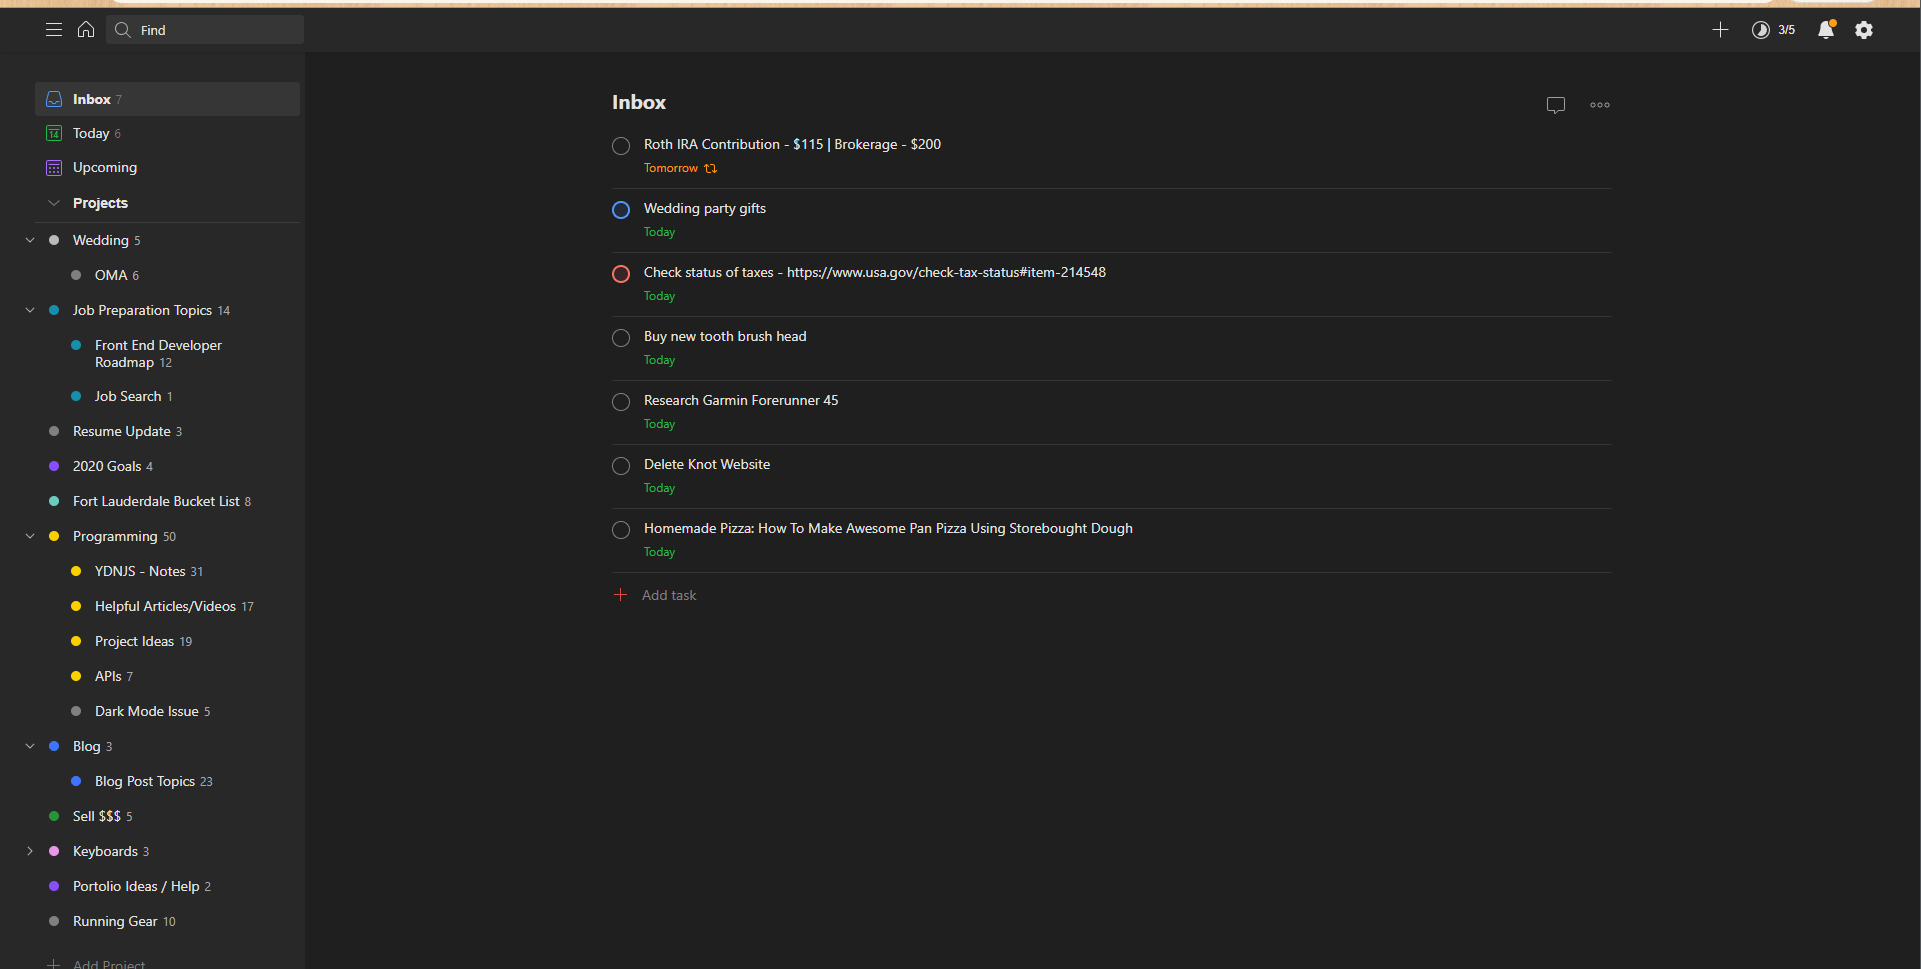 Find
3/5
Inbox 7
14 Today 6
Upcoming
Projects
Wedding 5
OMA 6
Job Preparation Topics 14
Front End Developer
Roadmap 12
Job Search 1
Resume Update 3
2020 Goals 4
Fort Lauderdale Bucket List 8
Programming 50
YDNJS - Notes 31
Helpful Articles/Videos 17
Project Ideas 19
APIs 7
Dark Mode Issue 5
Blog 3
Blog Post Topics 23
Sell $$$ 5
Keyboards 3
Portolio Ideas / Help 2
Running Gear 10
Add Project
Inbox
Roth IRA Contribution - $115 | Brokerage - $200
Tomorrow
Wedding party gifts
Today
Check status of taxes - https://www.usa.gov/check-tax-status#item-214548
Today
Buy new tooth brush head
Today
Research Garmin Forerunner 45
Today
Delete Knot Website
Today
Homemade Pizza: How To Make Awesome Pan Pizza Using Storebought Dough
Today
Add task